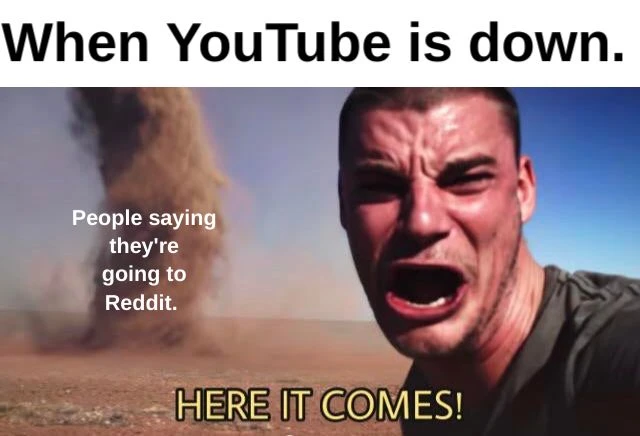 When YouTube is down.
People saying
they're
going to
Reddit.
HERE IT COMES!